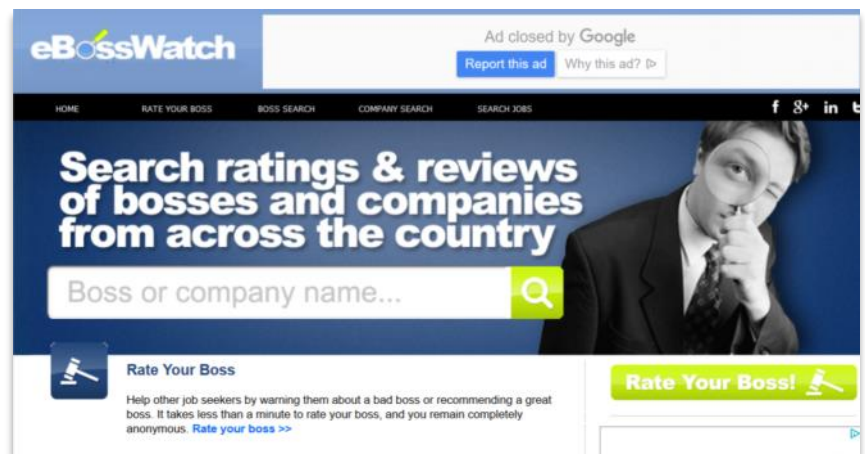 eBossWatch
Ad closed by Google
Report this ad
Why this ad?
HOME
RATE YOUR BOSS
BOSS SEARCH
COMPANY SEARCH
SEARCH JOBS
f 8+ in
Search ratings & reviews
of bosses and companies
from across the country
Boss or company name...
Rate Your Boss
Help other job seekers by warning them about a bad boss or recommending a great
boss. It takes less than a minute to rate your boss, and you remain completely
anonymous. Rate your boss >>
Rate Your Boss!